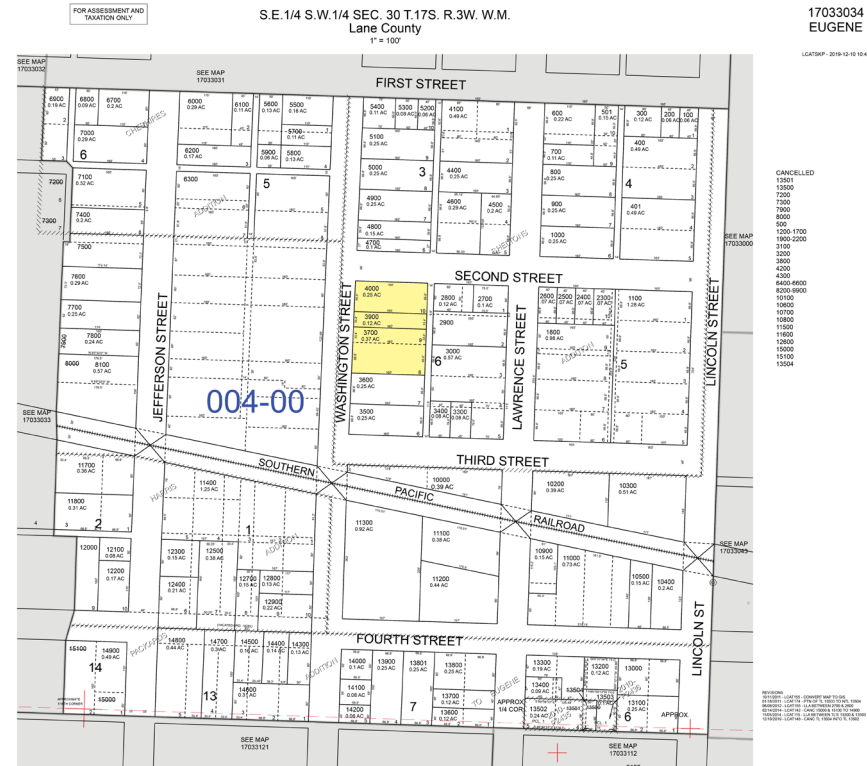 FOR ASSESSMENT AND
TAXATION ONLY
S.E.1/4 S.W.1/4 SEC. 30 T.17S. R.3W. W.M.
Lane County
1" = 100'
17033034
EUGENE
LCATSKP - 2019-12-10 10:4
SEE MAP
17033032
SEE MAP
17033031
FIRST STREET
6900
0.19 AC
6800
0.09 AC
6700
0.2 AC
6000
0.29 AC
6100
0.11 AC
5600
0.13 AC
5500
0.16 AC
5400
0.11 AC
5300
0.08 AC
5200
0.06 AC
4100
0.49 AC
600
0.22 AC
501
0.15 AC
300
0.12 AC
200
0.06 AC
100
0.06 AC
7000
0.29 AC
6
5700
0.11 AC
5100
0.25 AC
400
0.49 AC
6200
0.17 AC
5900
0.06 AC
5800
0.13 AC
700
0.11 AC
7100
0.32 AC
6300
5
5000
0.25 AC
3
4400
0.25 AC
800
0.25 AC
4
7200
ADDITION
4900
0.25 AC
4600
0.29 AC
4500
0.2 AC
900
0.25 AC
401
0.49 AC
7300
7400
0.2 AC
4800
0.15 AC
4700
0.1 AC
1000
0.25 AC
SEE MAP
17033000
7500
SECOND STREET
7600
0.29 AC
4000
0.25 AC
2800
0.12 AC
2700
0.1 AC
2600
.07 AC
2500
.07 AC
2400
.07 AC
2300
.07 AC
1100
1.28 AC
7700
0.25 AC
3900
0.12 AC
2900
7800
0.24 AC
7900
3700
0.37 AC
1800
0.98 AC
ADDITION
8000
8100
0.57 AC
3000
0.57 AC
6
5
JEFFERSON STREET
WASHINGTON STREET
LAWRENCE STREET
LINCOLN STREET
3600
0.25 AC
004-00
3500
0.25 AC
3400
0.08 AC
3300
0.08 AC
SEE MAP
17033033
THIRD STREET
SOUTHERN
PACIFIC
RAILROAD
11700
0.36 AC
11400
1.25 AC
10000
0.39 AC
10200
0.39 AC
10300
0.51 AC
HARRIS
11800
0.31 AC
2
1
11300
0.92 AC
11100
0.38 AC
SEE MAP
ADDITION
12000
12100
0.08 AC
12300
0.15 AC
12500
0.38 AC
10900
0.15 AC
11000
0.73 AC
12200
0.17 AC
12400
0.21 AC
12700
0.15 AC
12800
0.13 AC
11200
0.44 AC
10500
0.15 AC
10400
0.2 AC
12900
0.22 AC
LINCOLN ST
FOURTH STREET
PACKARDS
ADDITION
TO
EUGENE
15100
14900
0.49 AC
14800
0.44 AC
14700
14500
0.16 AC
14400
0.14 AC
14300
0.13 AC
14000
0.1 AC
13900
0.25 AC
13801
0.25 AC
13800
0.25 AC
13300
0.19 AC
13200
0.12 AC
13000
14
14100
0.08 AC
13400
0.09 AC
13504
15000
13
14600
14200
0.06 AC
7
13700
0.12 AC
13600
0.12 AC
APPROX
1/4 COR
13502
0.24 AC
13503
13100
0.25 AC
6
APPROX.
SEE MAP
17033121
SEE MAP
17033112
CANCELLED
13501
13500
7200
7300
7900
8000
500
1200-1700
1900-2200
3100
3200
3800
4200
4300
6400-6600
8200-9900
10100
10600
10700
10800
11500
11600
12600
15000
15100
13504
REVISIONS